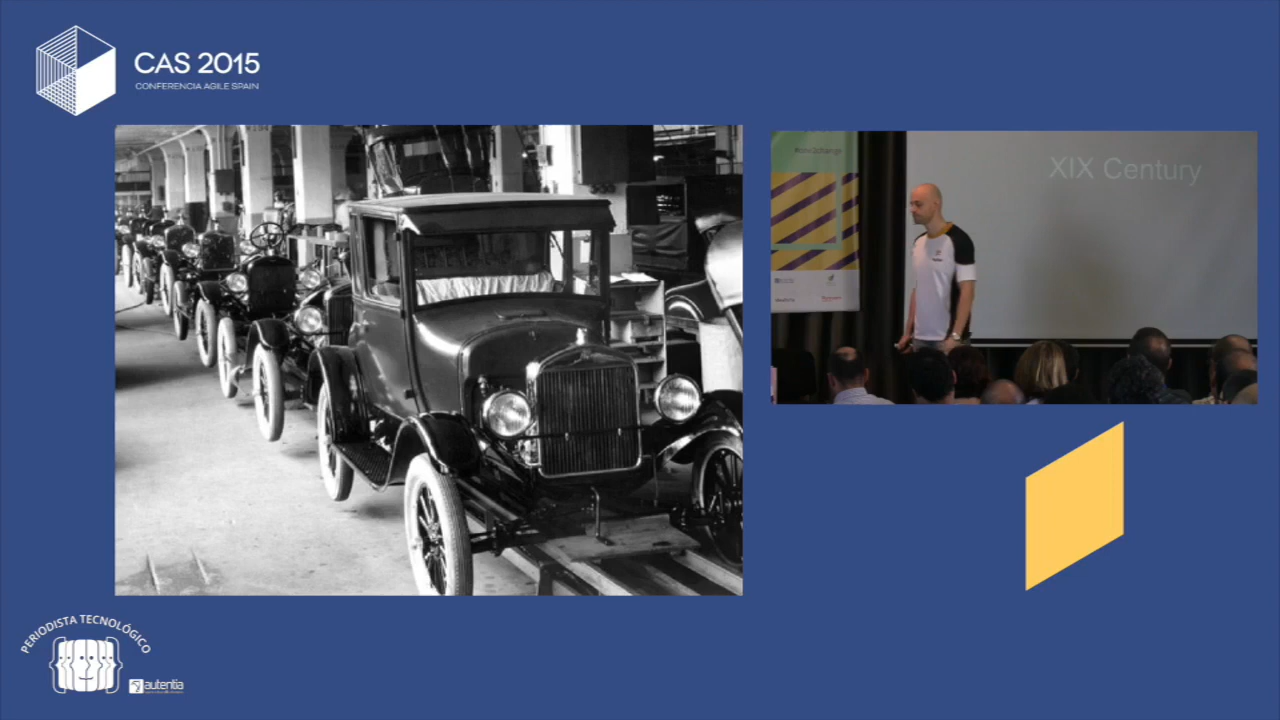 CAS 2015
CONFERENCIA AGILE SPAIN
XIX Century
PERIODISTA TECNOLÓGICO
autentia